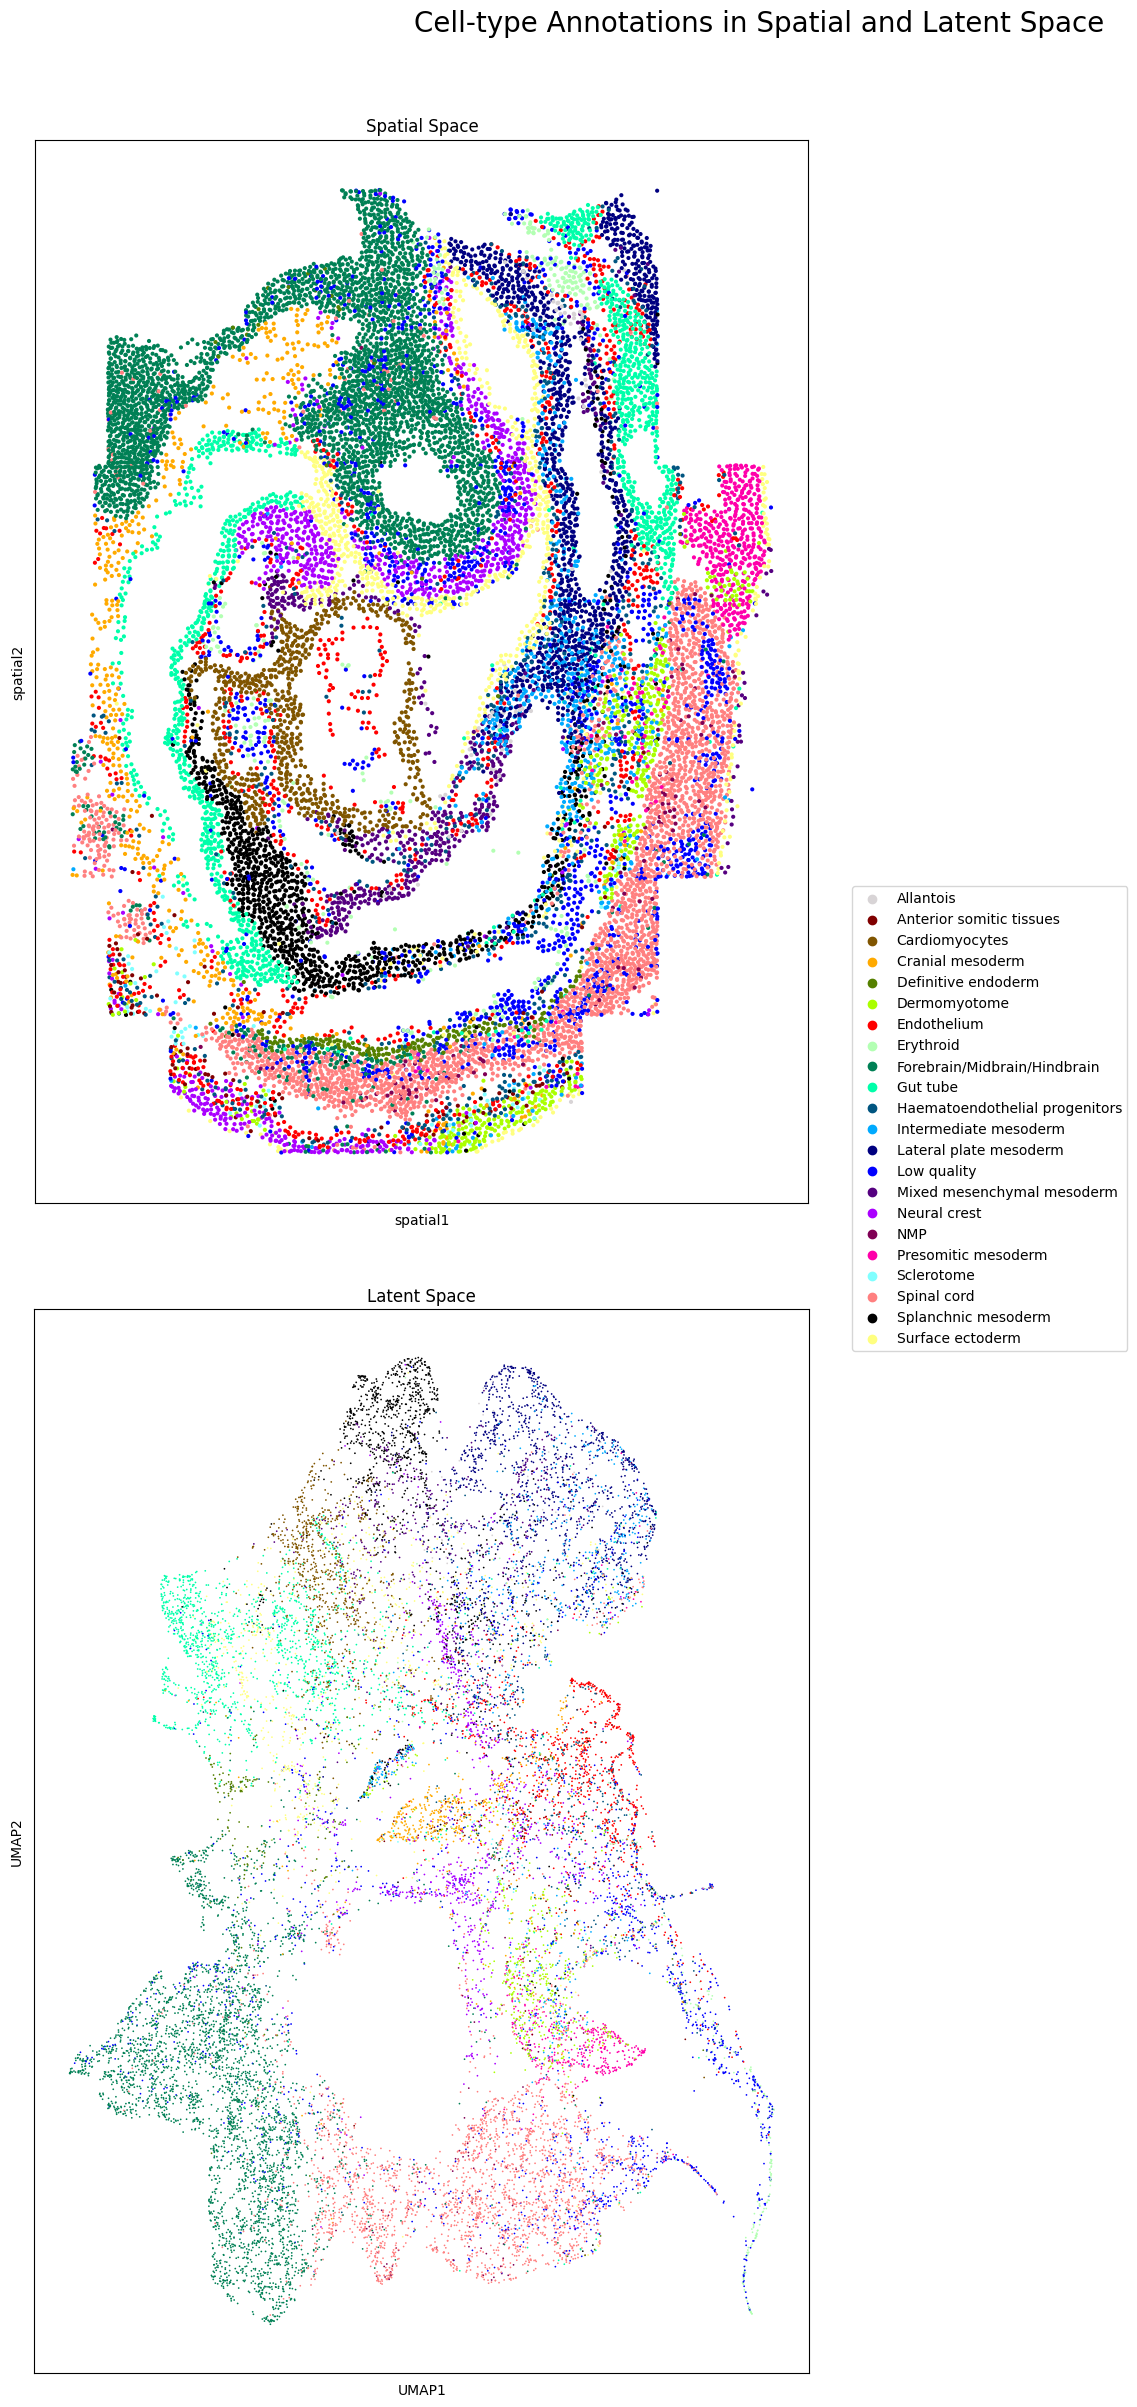 Cell-type Annotations in Spatial and Latent Space
Spatial Space
spatial2
spatial1
Allantois
Anterior somitic tissues
Cardiomyocytes
Cranial mesoderm
Definitive endoderm
Dermomyotome
Endothelium
Erythroid
Forebrain/Midbrain/Hindbrain
Gut tube
Haematoendothelial progenitors
Intermediate mesoderm
Lateral plate mesoderm
Low quality
Mixed mesenchymal mesoderm
Neural crest
NMP
Presomitic mesoderm
Sclerotome
Spinal cord
Splanchnic mesoderm
Surface ectoderm
Latent Space
UMAP2
UMAP1